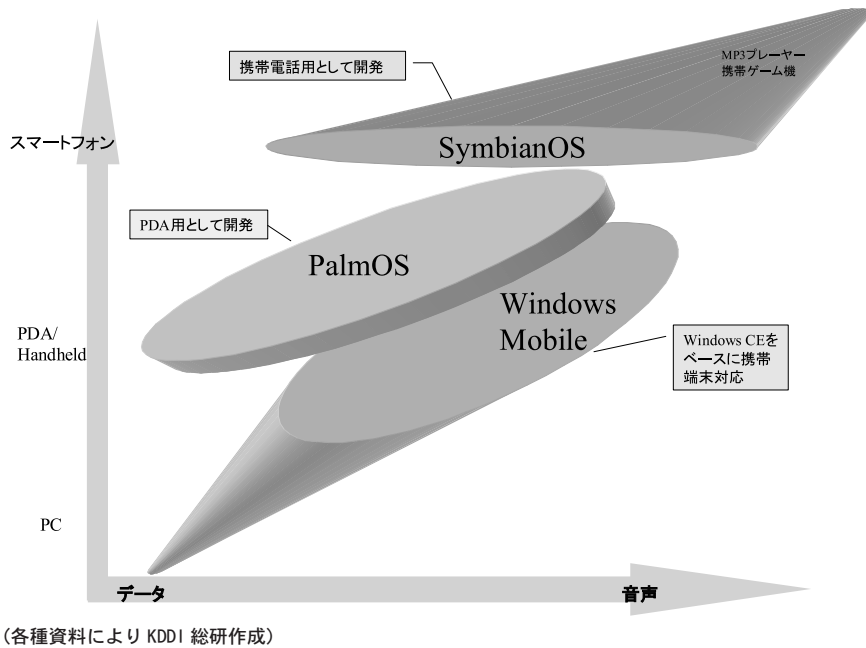 MP3プレーヤー
携帯ゲーム機
携帯電話用として開発
スマートフォン
SymbianOS
PDA用として開発
PalmOS
Windows
Mobile
PDA/
Handheld
Windows CEを
ベースに携帯
端末対応
PC
データ
音声
(各種資料により KDDI 総研作成)